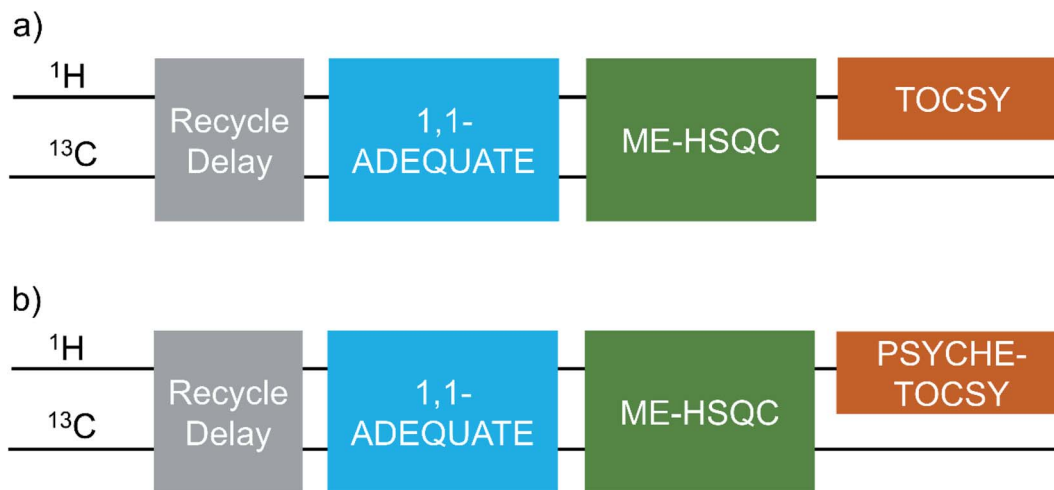 a)
¹H
¹³C
Recycle
Delay
1,1-
ADEQUATE
ME-HSQC
TOCSY
b)
¹H
¹³C
Recycle
Delay
1,1-
ADEQUATE
ME-HSQC
PSYCHE-
TOCSY